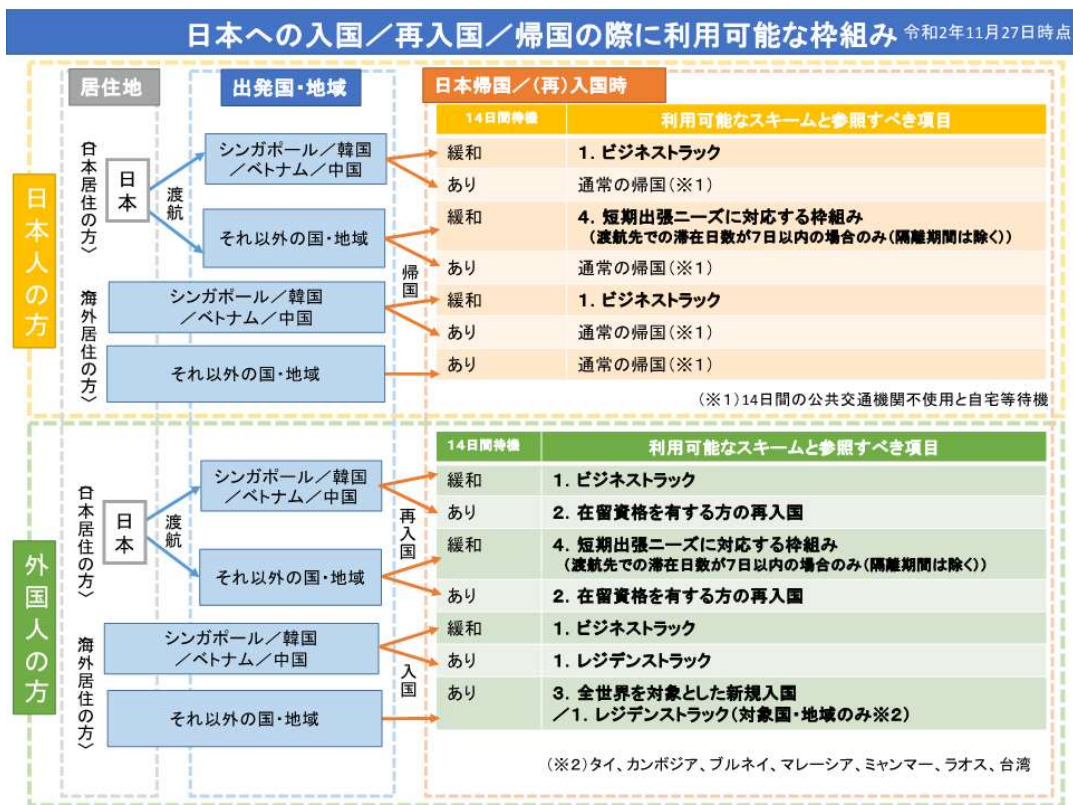 日本への入国／再入国／帰国の際に利用可能な枠組み 令和2年11月27日時点
居住地
出発国・地域
日本帰国／(再)入国時
日本人の方
〈日本居住の方〉
日本
渡航
シンガポール／韓国
／ベトナム／中国
それ以外の国・地域
〈海外居住の方〉
シンガポール／韓国
／ベトナム／中国
それ以外の国・地域
帰国
14日間待機 利用可能なスキームと参照すべき項目
緩和 1. ビジネストラック
あり 通常の帰国(※1)
緩和 4. 短期出張ニーズに対応する枠組み
(渡航先での滞在日数が7日以内の場合のみ(隔離期間は除く))
あり 通常の帰国(※1)
緩和 1. ビジネストラック
あり 通常の帰国(※1)
あり 通常の帰国(※1)
(※1)14日間の公共交通機関不使用と自宅等待機
外国人の方
〈日本居住の方〉
日本
渡航
シンガポール／韓国
／ベトナム／中国
それ以外の国・地域
〈海外居住の方〉
シンガポール／韓国
／ベトナム／中国
それ以外の国・地域
再入国
入国
14日間待機 利用可能なスキームと参照すべき項目
緩和 1. ビジネストラック
あり 2. 在留資格を有する方の再入国
緩和 4. 短期出張ニーズに対応する枠組み
(渡航先での滞在日数が7日以内の場合のみ(隔離期間は除く))
あり 2. 在留資格を有する方の再入国
緩和 1. ビジネストラック
あり 1. レジデンストラック
あり 3. 全世界を対象とした新規入国
／1. レジデンストラック(対象国・地域のみ※2)
(※2)タイ、カンボジア、ブルネイ、マレーシア、ミャンマー、ラオス、台湾